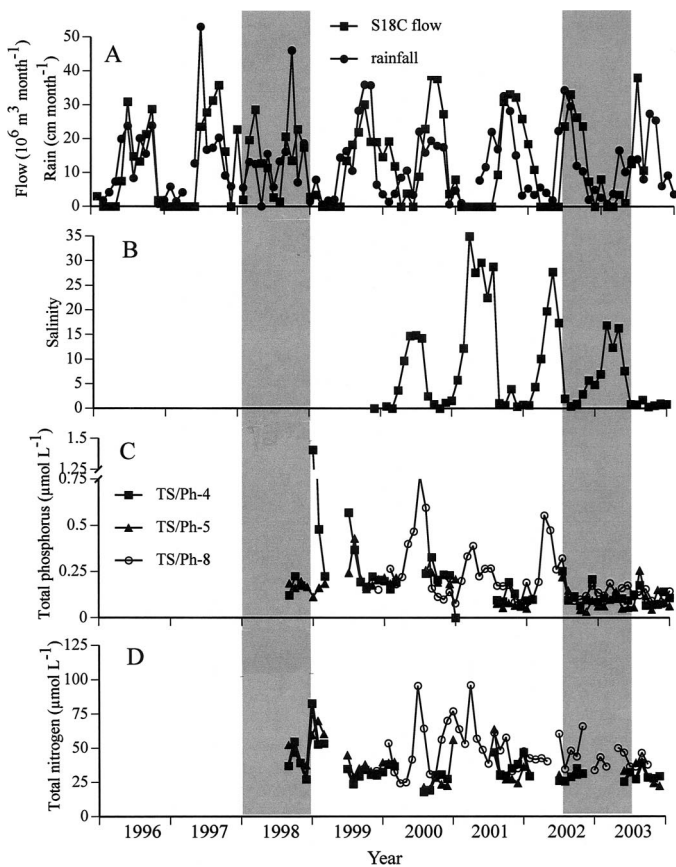 A
S18C flow
rainfall
Flow (10⁶ m³ month⁻¹)
Rain (cm month⁻¹)
50
40
30
20
10
0
B
Salinity
35
30
25
20
15
10
5
0
C
Total phosphorus (μmol L⁻¹)
1.5
1.25
0.75
0.5
0.25
0
TS/Ph-4
TS/Ph-5
TS/Ph-8
D
Total nitrogen (μmol L⁻¹)
125
100
75
50
25
0
1996 1997 1998 1999 2000 2001 2002 2003
Year